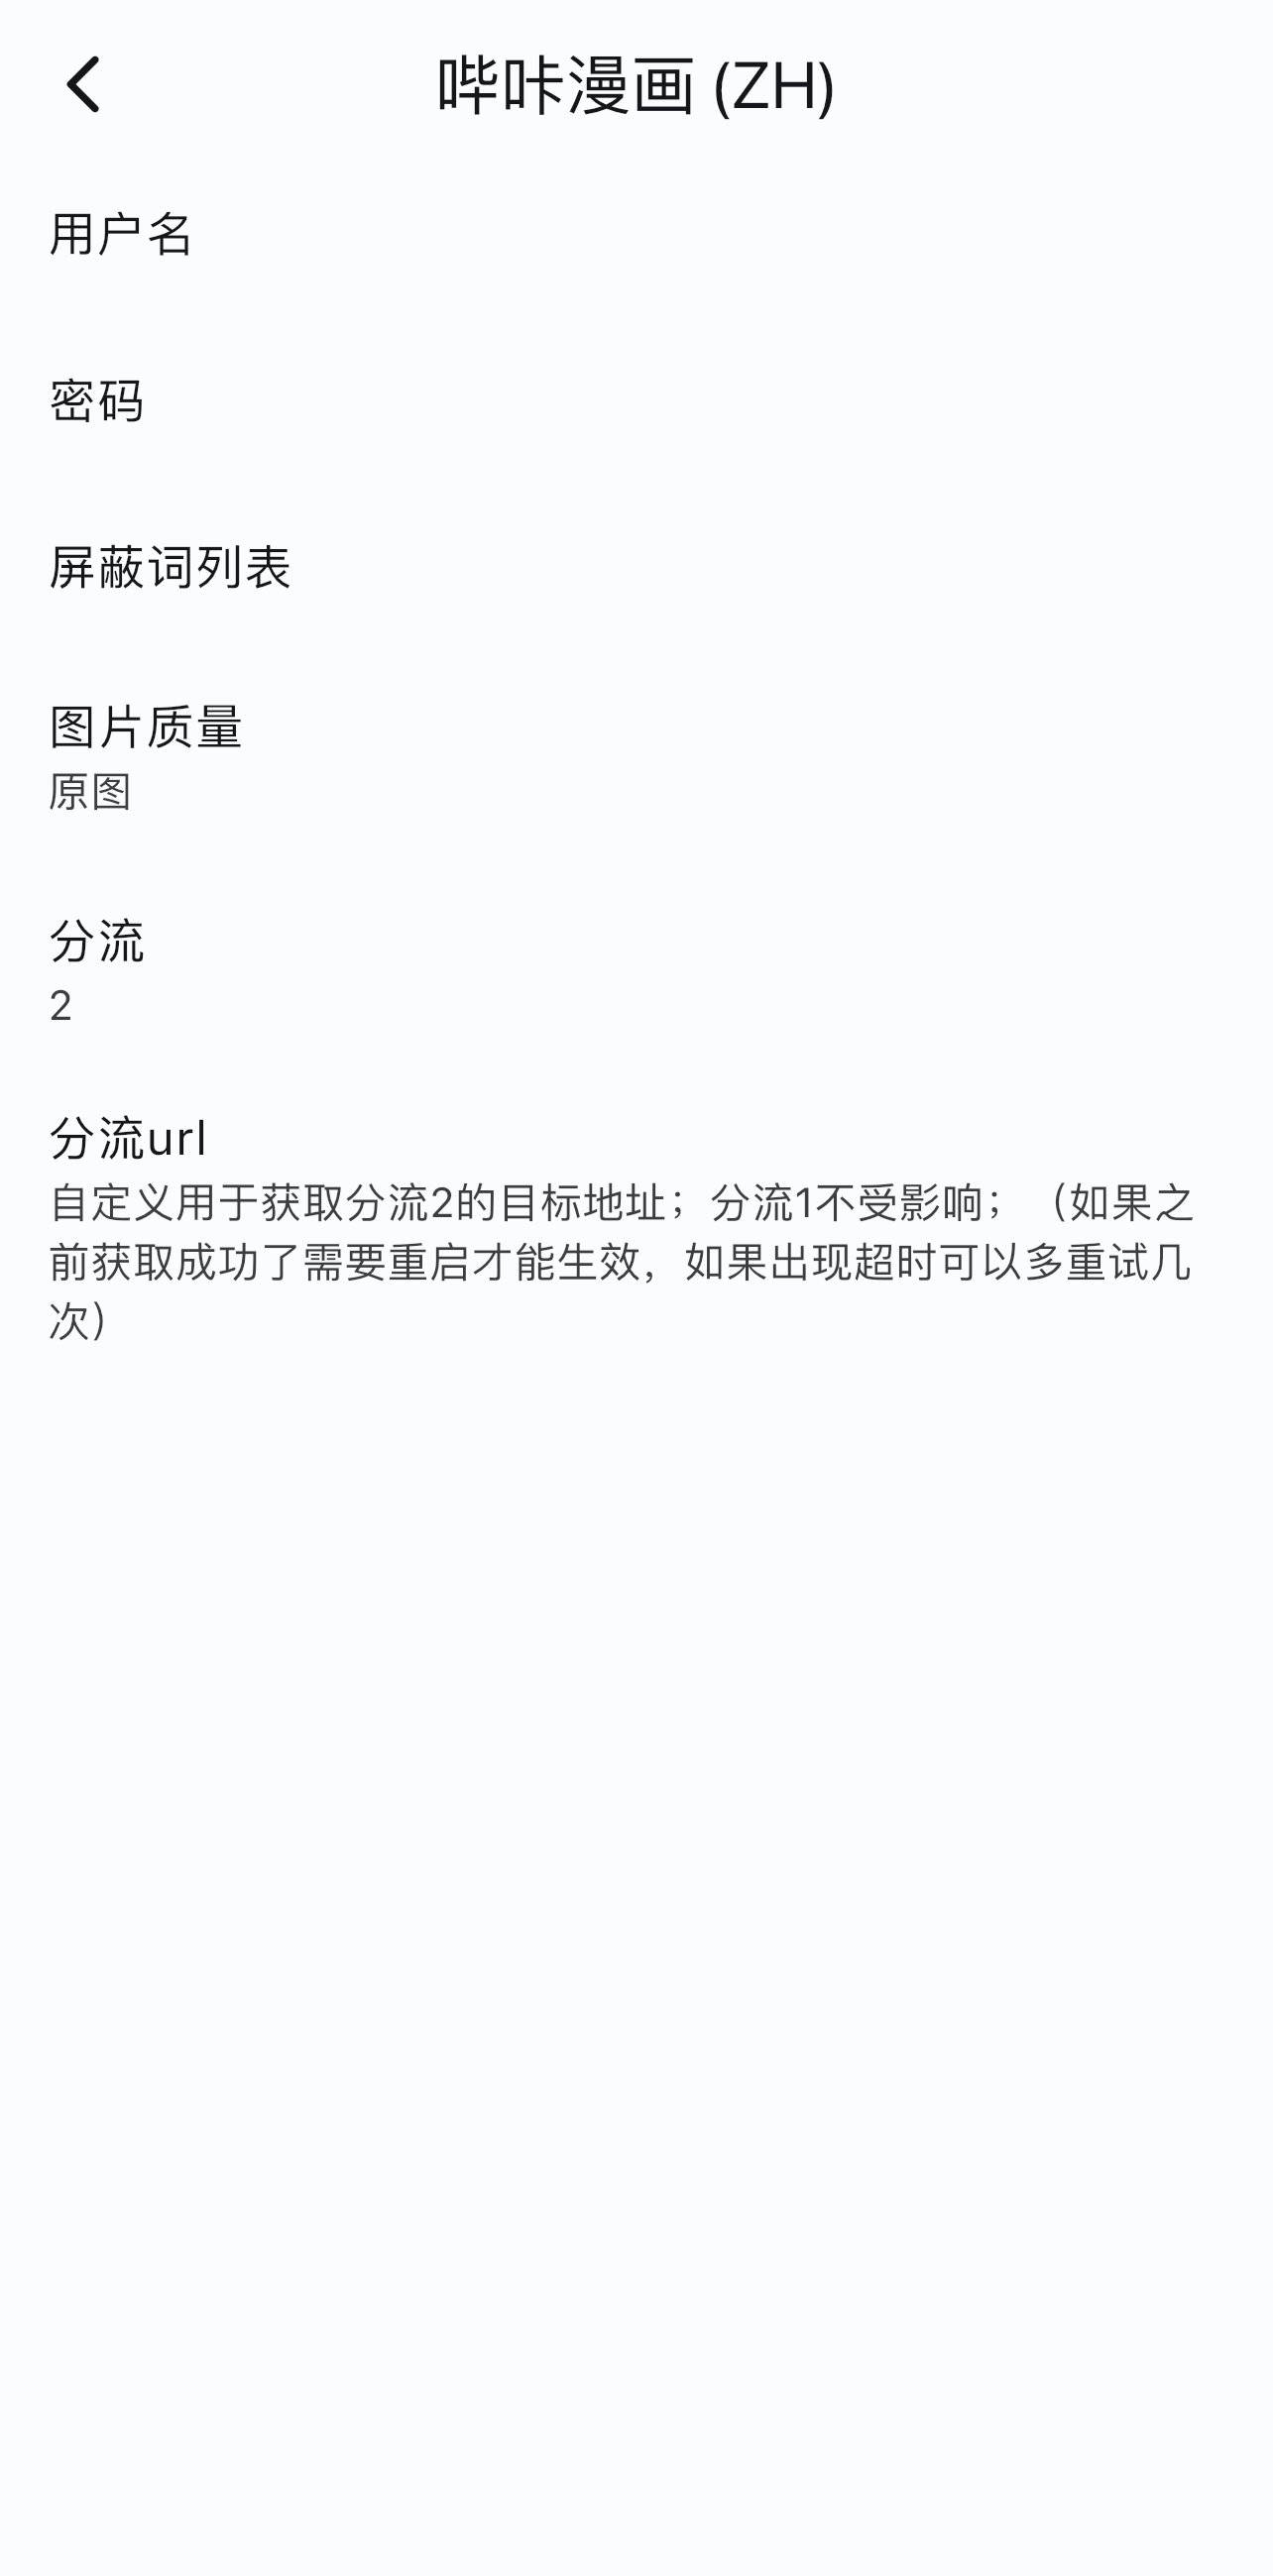 哔咔漫画 (ZH)
用户名
密码
屏蔽词列表
图片质量
原图
分流
2
分流url
自定义用于获取分流2的目标地址；分流1不受影响；（如果之
前获取成功了需要重启才能生效，如果出现超时可以多重试几
次）